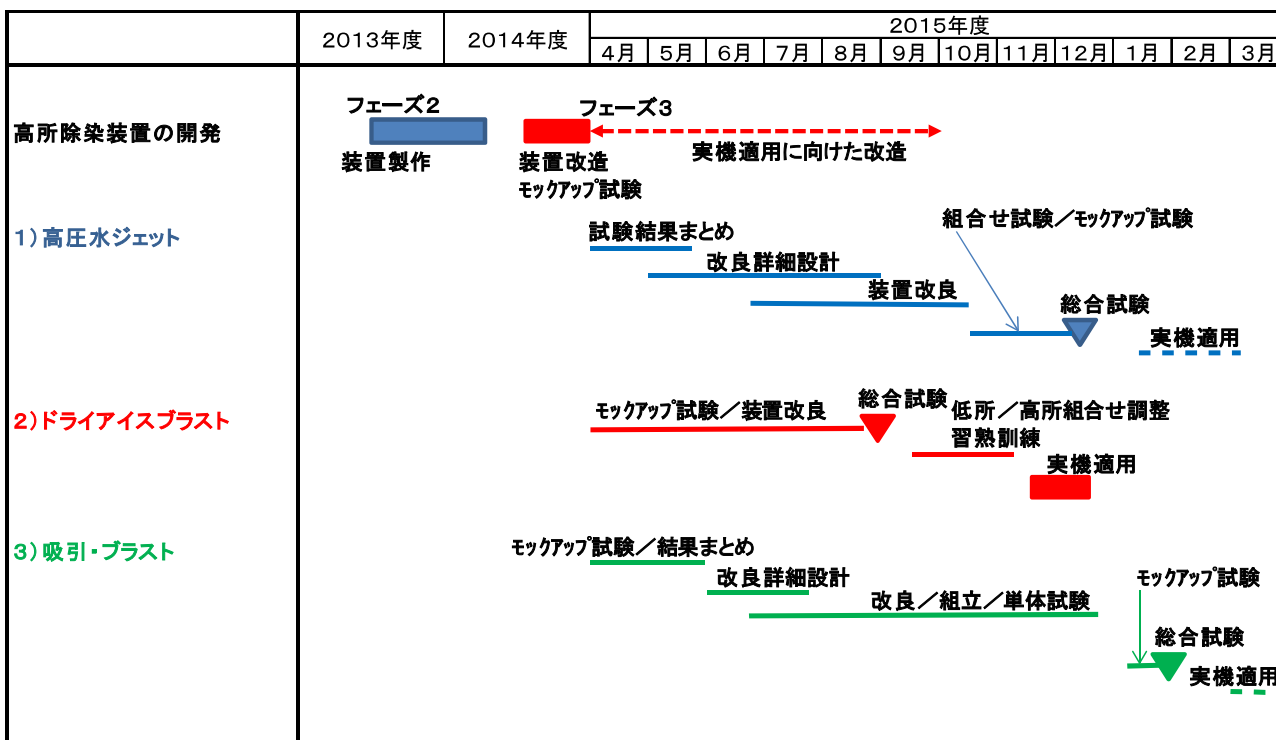 2013年度 2014年度 2015年度
4月 5月 6月 7月 8月 9月 10月 11月 12月 1月 2月 3月
フェーズ2 フェーズ3
高所除染装置の開発
装置製作 装置改造 実機適用に向けた改造
モックアップ試験
1)高圧水ジェット
組合せ試験/モックアップ試験
試験結果まとめ
改良詳細設計
装置改良
総合試験
実機適用
2)ドライアイスブラスト
モックアップ試験/装置改良
総合試験
低所/高所組合せ調整
習熟訓練
実機適用
3)吸引・ブラスト
モックアップ試験/結果まとめ
改良詳細設計
改良/組立/単体試験
モックアップ試験
総合試験
実機適用